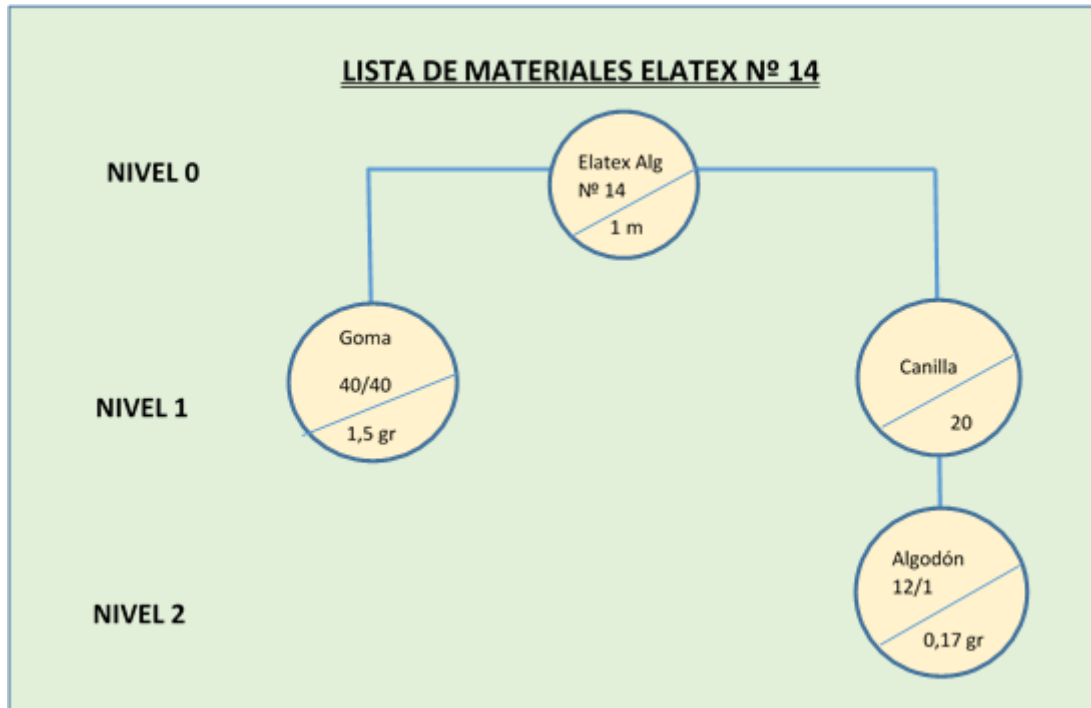 LISTA DE MATERIALES ELATEX Nº 14
NIVEL 0
Elatex Alg
Nº 14
1 m
NIVEL 1
Goma
40/40
1,5 gr
Canilla
20
NIVEL 2
Algodón
12/1
0,17 gr